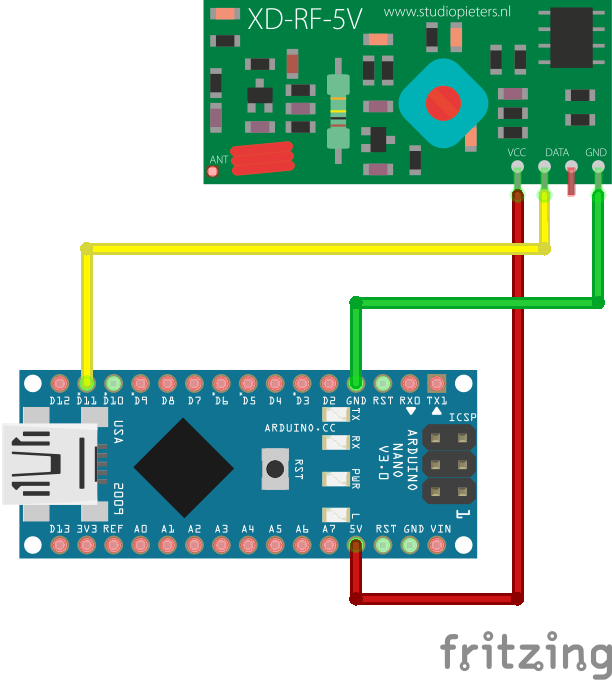 XD-RF-5V
www.studiopieters.nl
ANT
VCC DATA GND
D12 D11 D10 D9 D8 D7 D6 D5 D4 D3 D2 GND RST RX0 TX1
TX
ICSP
USA
ARDUINO.CC
RX
ARDUINO
NANO
V3.0
RST
PWR
2009
L
D13 3V3 REF A0 A1 A2 A3 A4 A5 A6 A7 5V RST GND VIN
fritzing